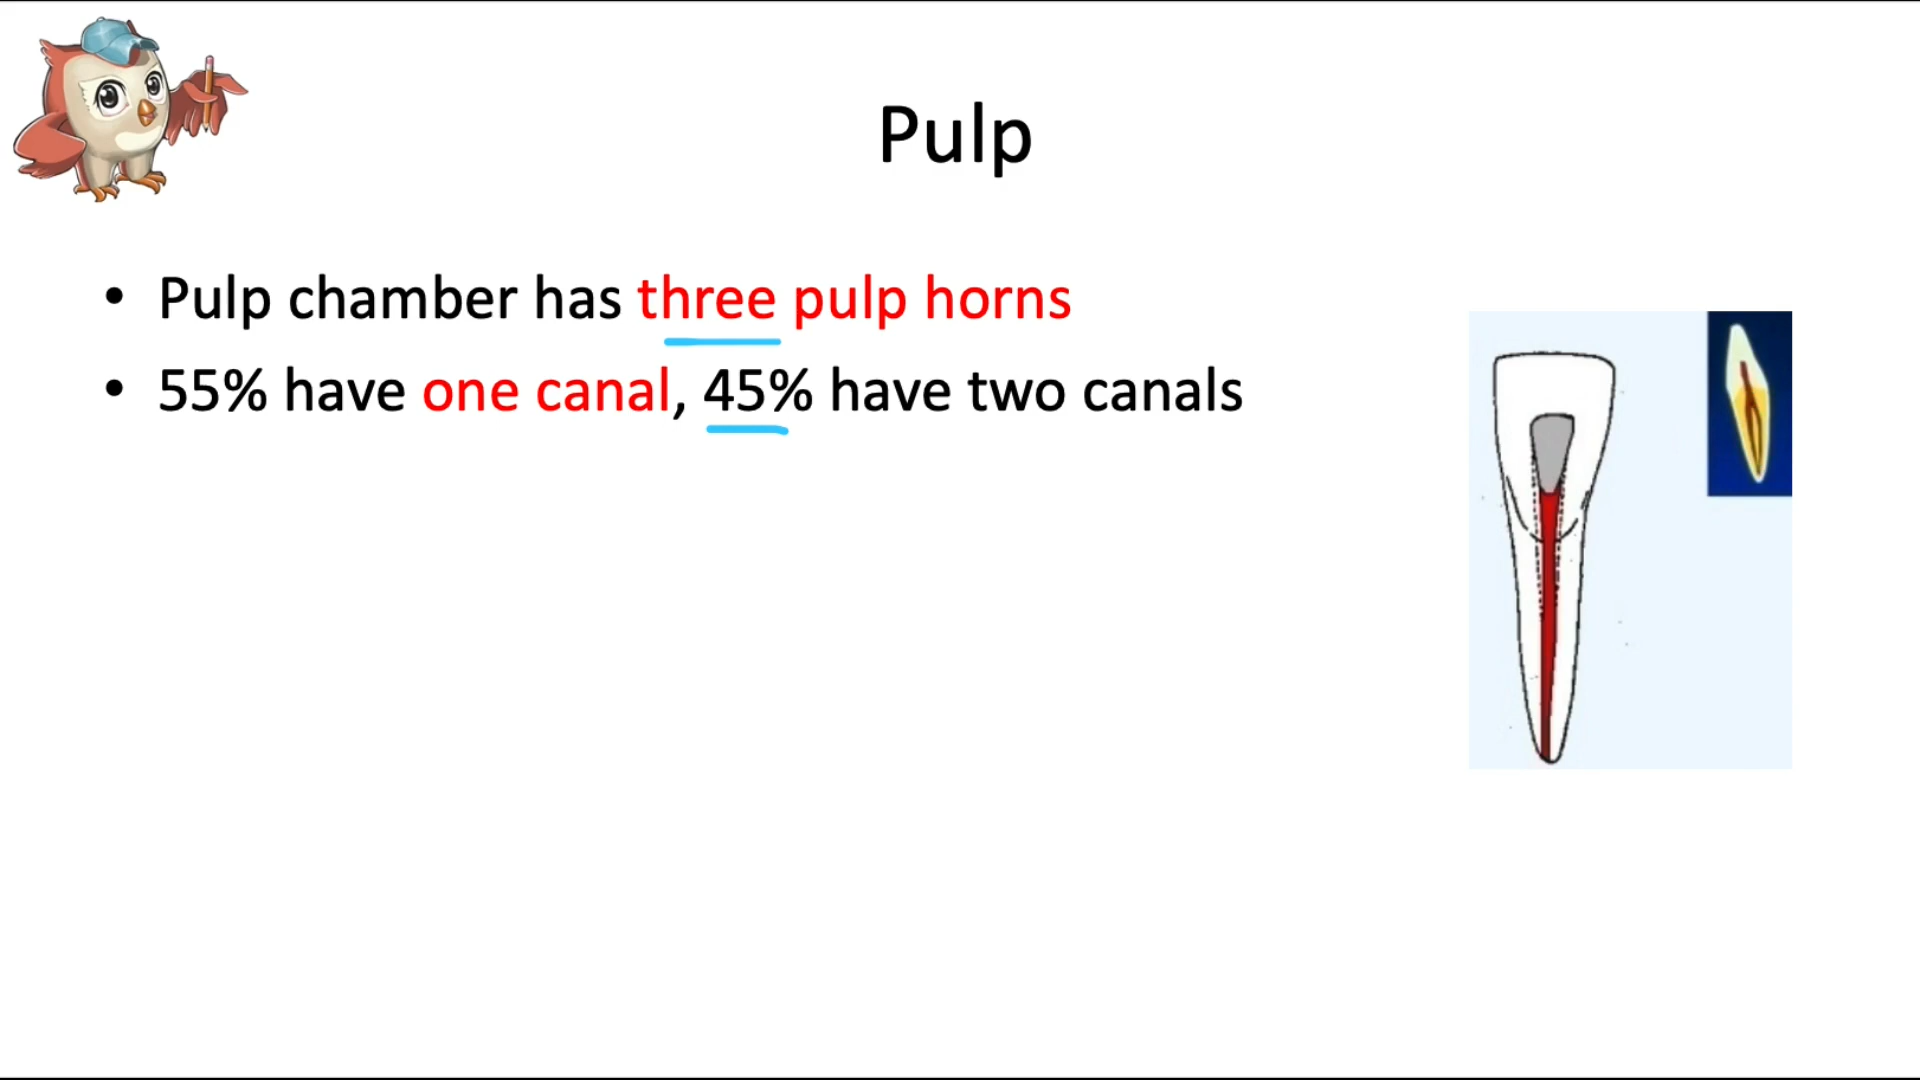 Pulp
• Pulp chamber has three pulp horns
• 55% have one canal, 45% have two canals